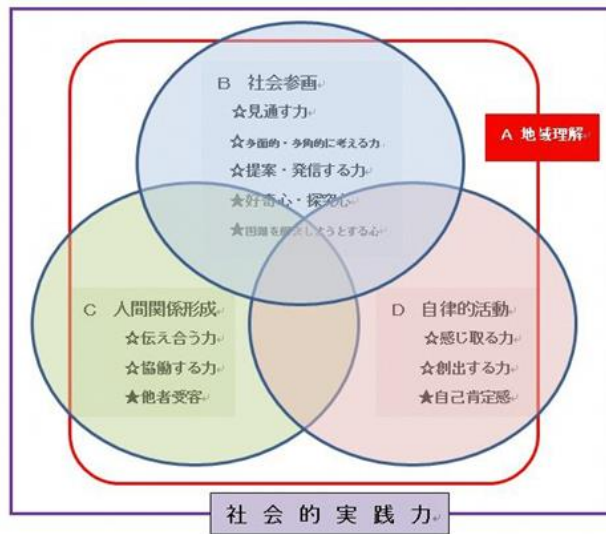 B 社会参画
☆見通す力
☆多面的・多角的に考える力
☆提案・発信する力
★好奇心・探究心
★困難を解決しようとする心
A 地域理解
C 人間関係形成
☆伝え合う力
☆協働する力
★他者受容
D 自律的活動
☆感じ取る力
☆創出する力
★自己肯定感
社会的実践力